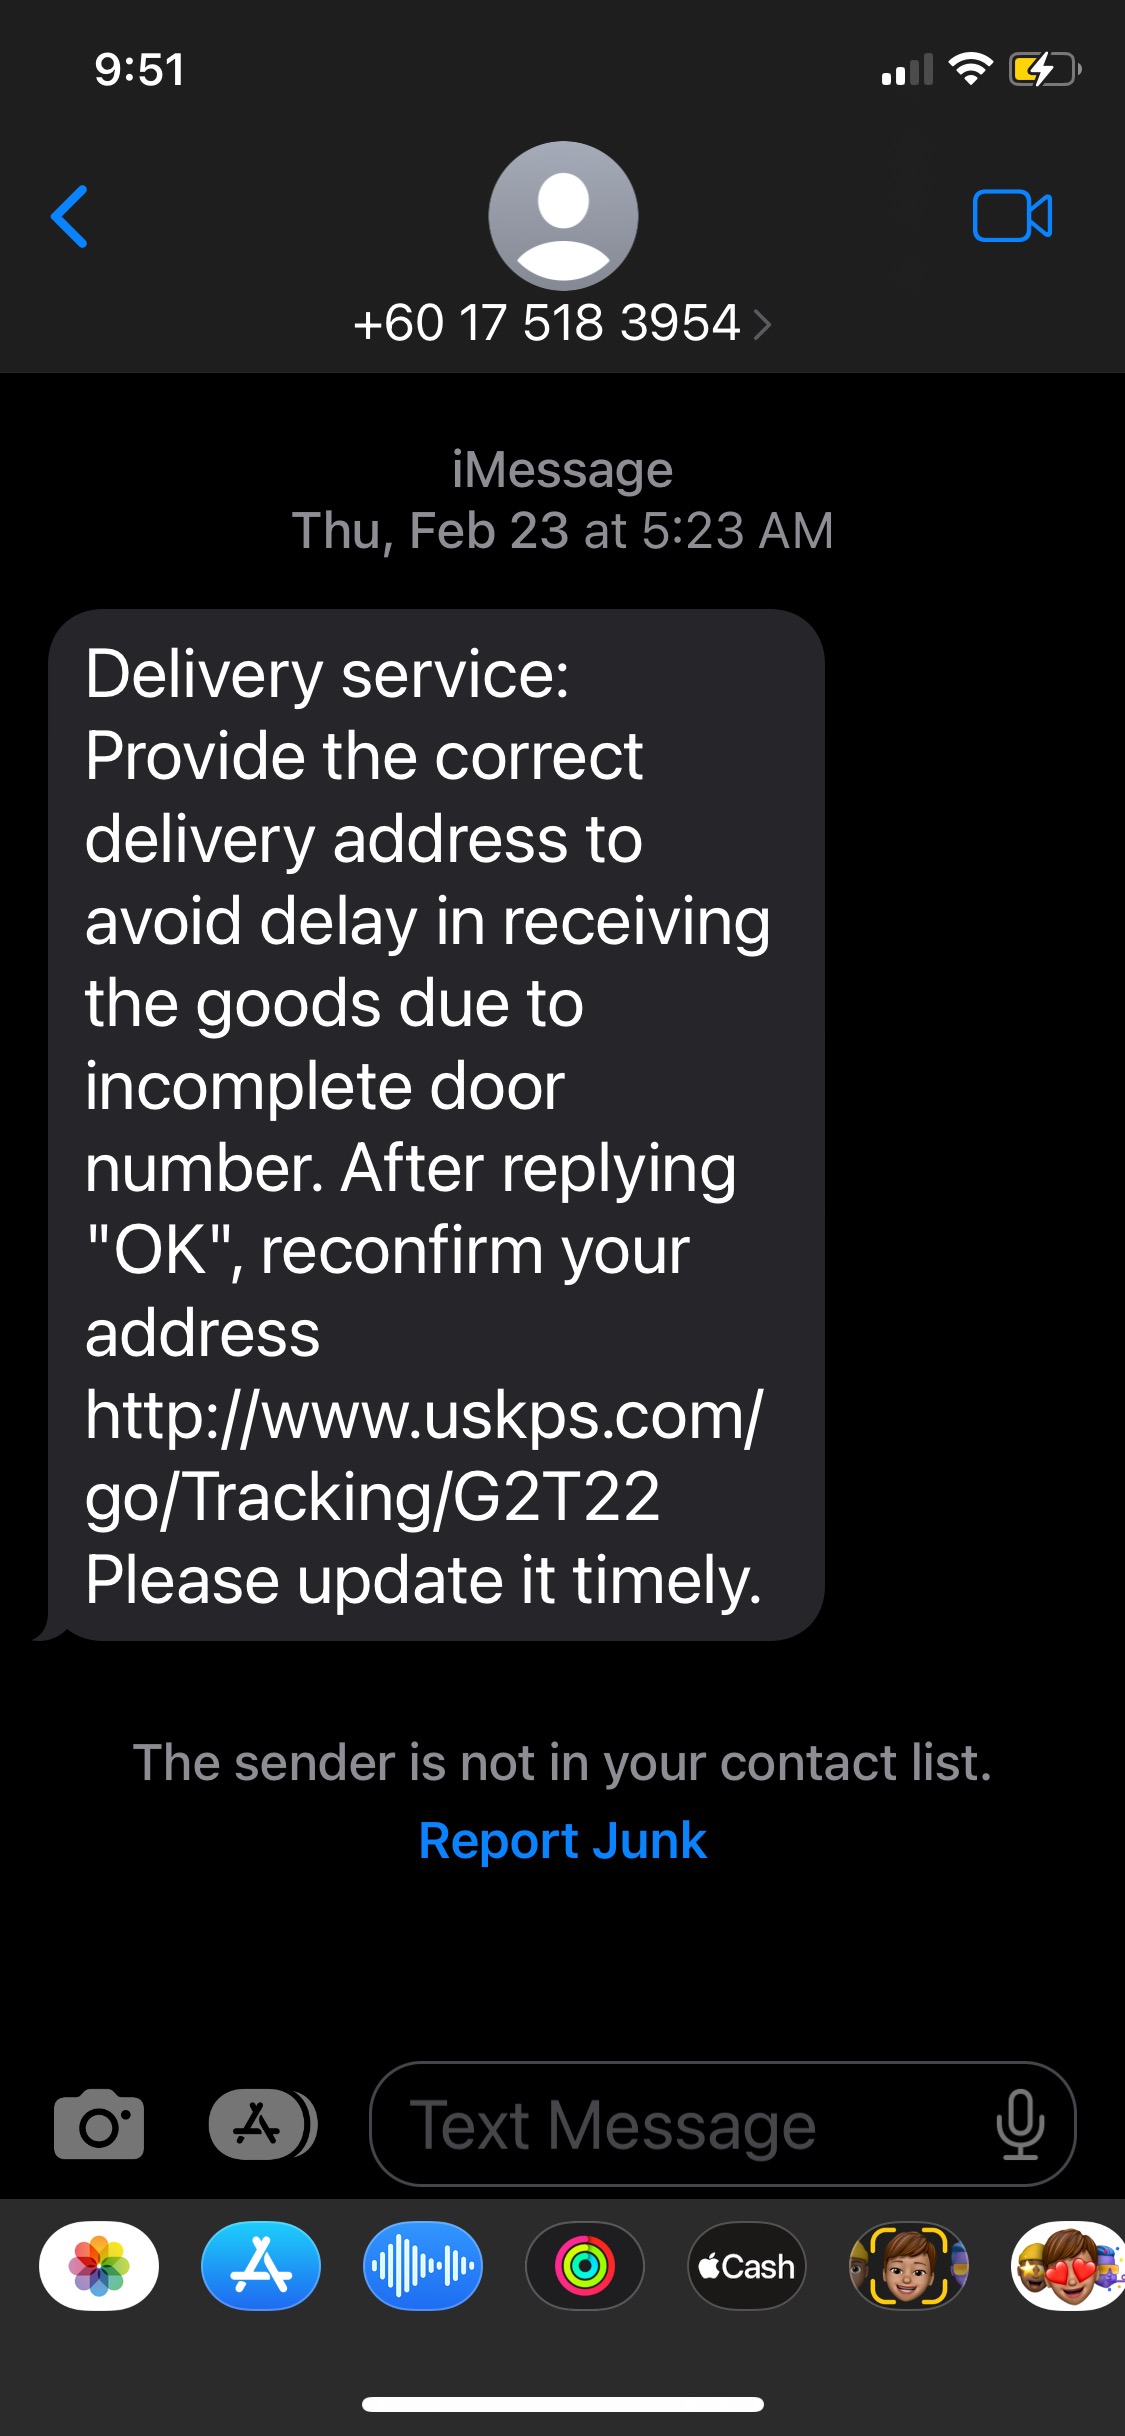 9:51
+60 17 518 3954
iMessage
Thu, Feb 23 at 5:23 AM
Delivery service:
Provide the correct
delivery address to
avoid delay in receiving
the goods due to
incomplete door
number. After replying
"OK", reconfirm your
address
http://www.uskps.com/
go/Tracking/G2T22
Please update it timely.
The sender is not in your contact list.
Report Junk
Text Message
Cash